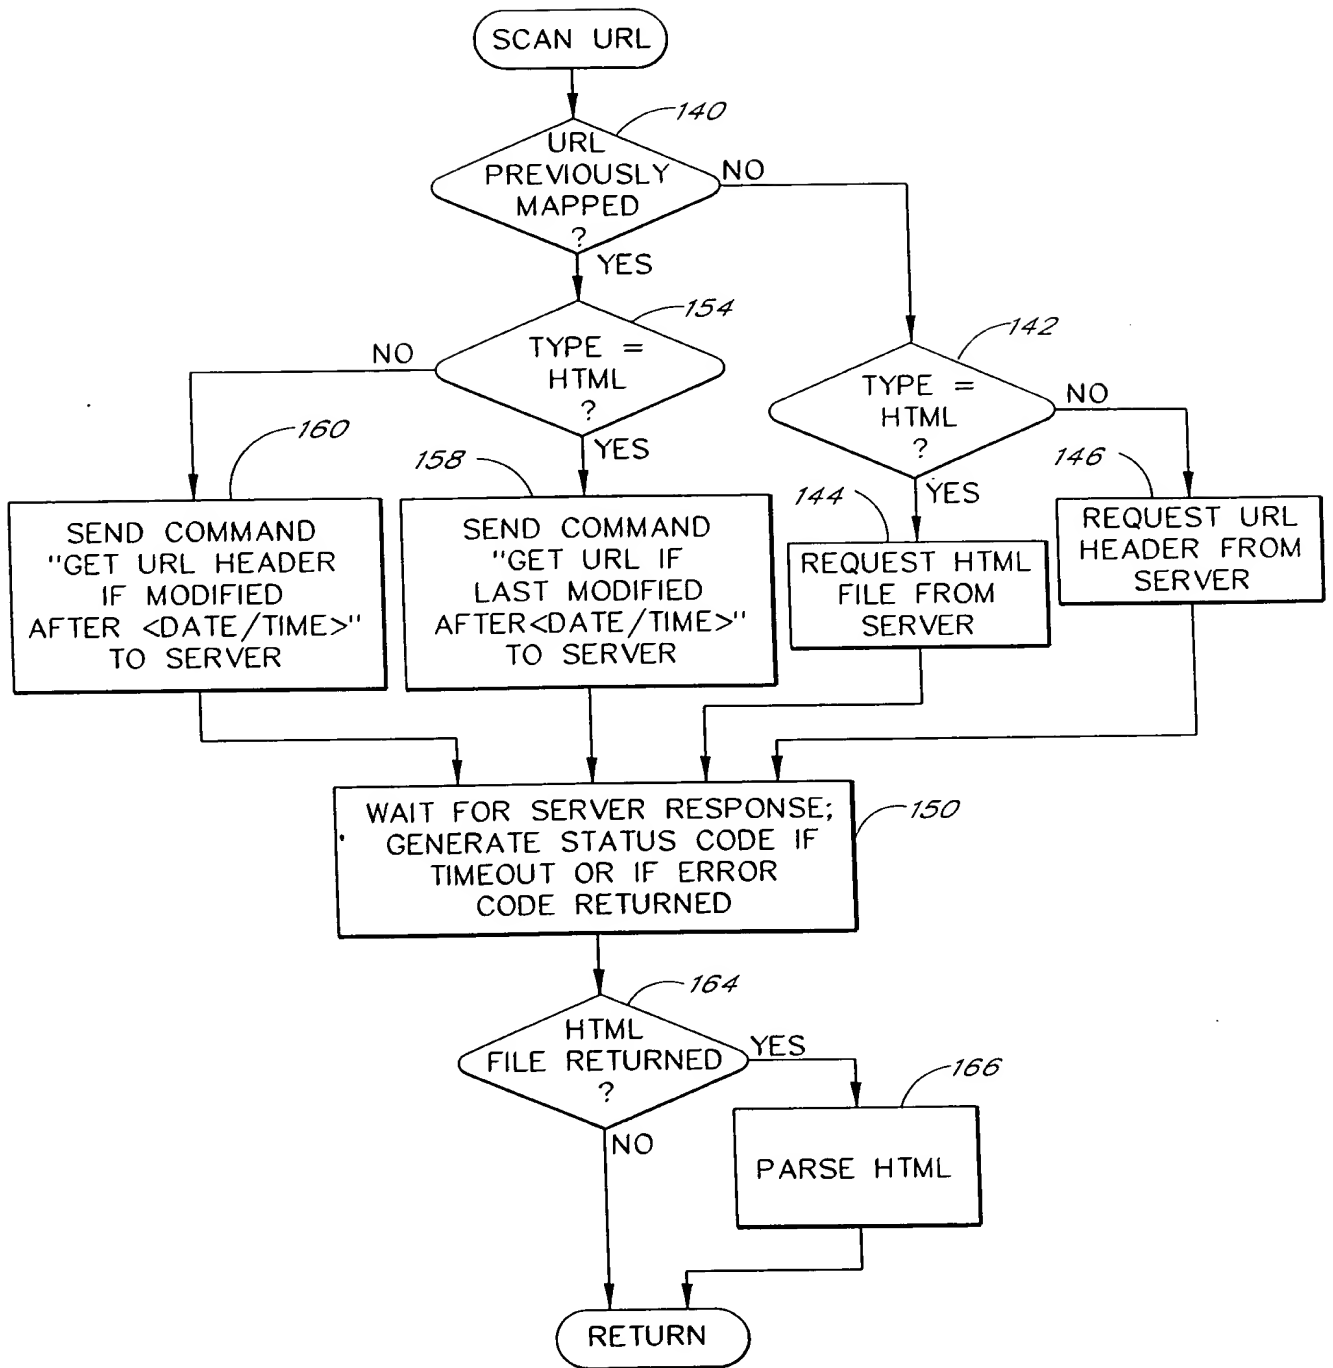 SCAN URL
140
URL
PREVIOUSLY
MAPPED
?
NO
YES
154
TYPE =
HTML
?
NO
YES
142
TYPE =
HTML
?
NO
YES
160
SEND COMMAND
"GET URL HEADER
IF MODIFIED
AFTER <DATE/TIME>"
TO SERVER
158
SEND COMMAND
"GET URL IF
LAST MODIFIED
AFTER<DATE/TIME>"
TO SERVER
144
REQUEST HTML
FILE FROM
SERVER
146
REQUEST URL
HEADER FROM
SERVER
150
WAIT FOR SERVER RESPONSE;
GENERATE STATUS CODE IF
TIMEOUT OR IF ERROR
CODE RETURNED
164
HTML
FILE RETURNED
?
YES
NO
166
PARSE HTML
RETURN